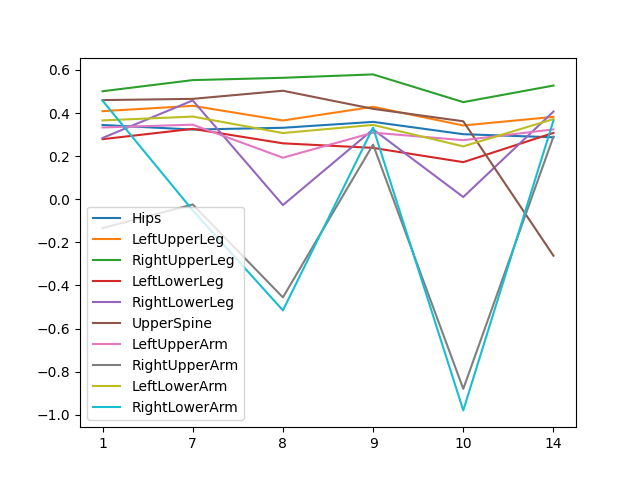 0.6
0.4
0.2
0.0
−0.2
−0.4
−0.6
−0.8
−1.0
Hips
LeftUpperLeg
RightUpperLeg
LeftLowerLeg
RightLowerLeg
UpperSpine
LeftUpperArm
RightUpperArm
LeftLowerArm
RightLowerArm
1 7 8 9 10 14